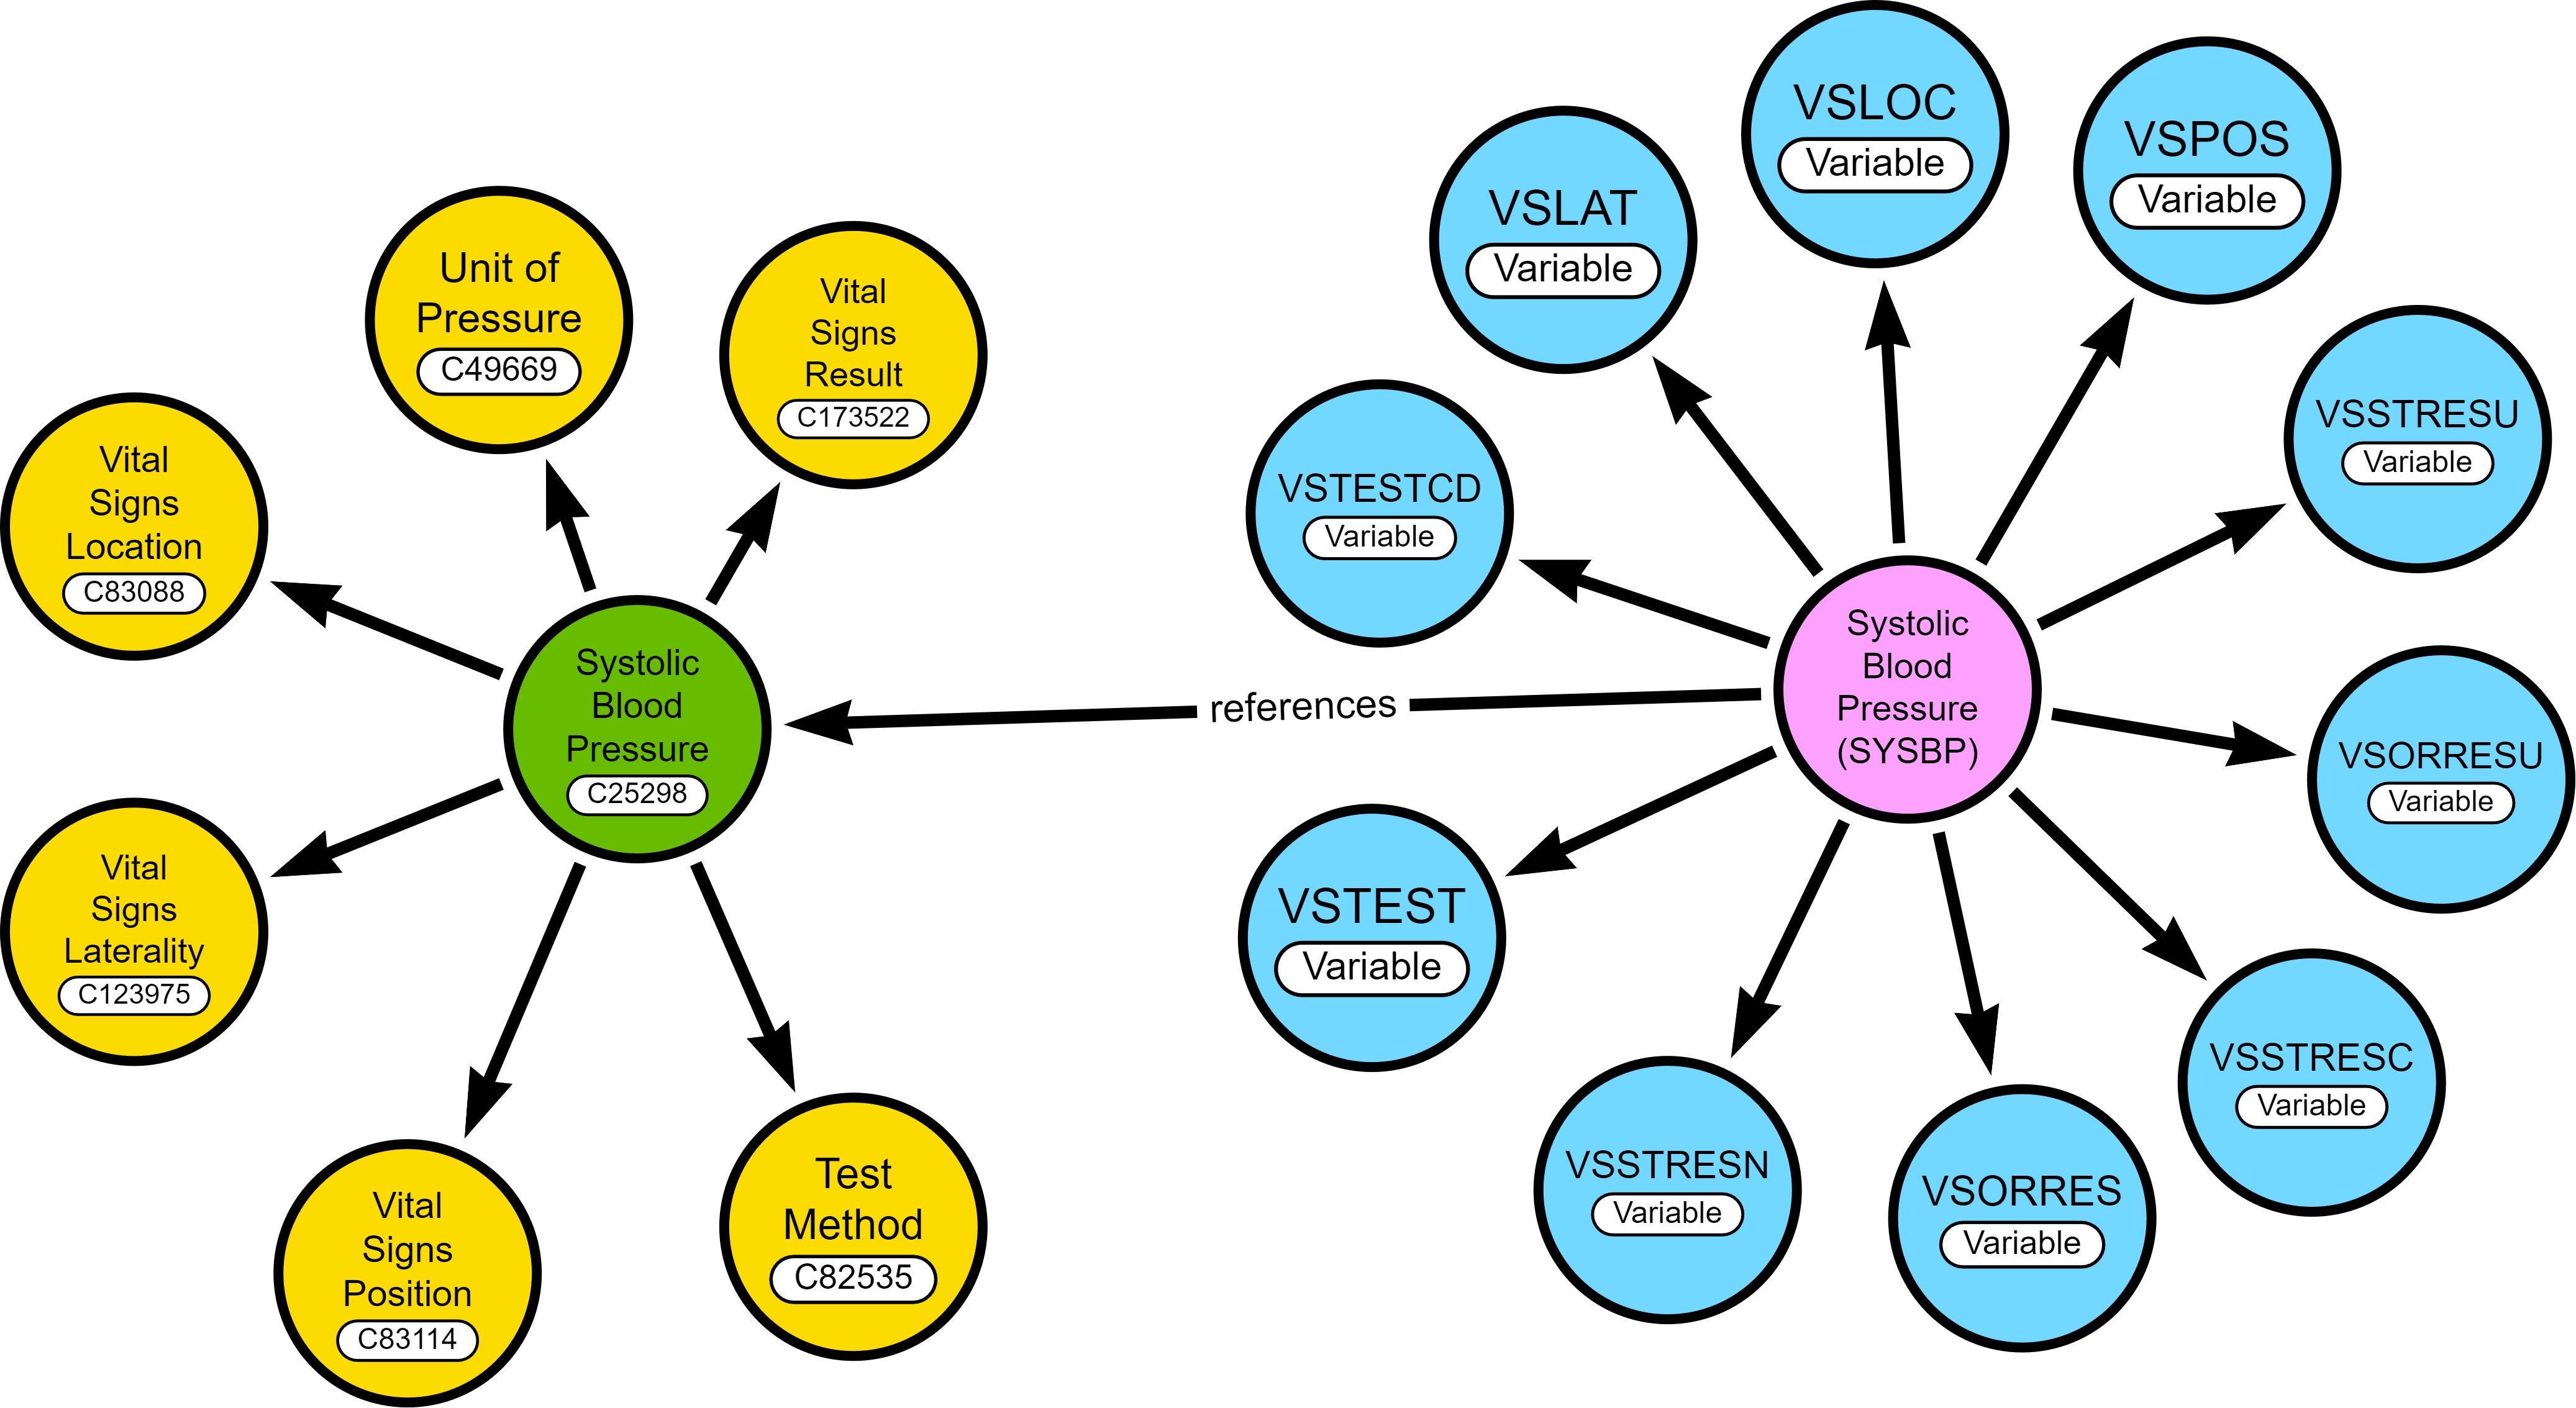 Unit of
Pressure
C49669
Vital
Signs
Result
C173522
Vital
Signs
Location
C83088
Systolic
Blood
Pressure
C25298
Vital
Signs
Laterality
C123975
Vital
Signs
Position
C83114
Test
Method
C82535
references
VSLOC
Variable
VSPOS
Variable
VSLAT
Variable
VSSTRESU
Variable
VSTESTCD
Variable
Systolic
Blood
Pressure
(SYSBP)
VSORRESU
Variable
VSTEST
Variable
VSSTRESC
Variable
VSSTRESN
Variable
VSORRES
Variable